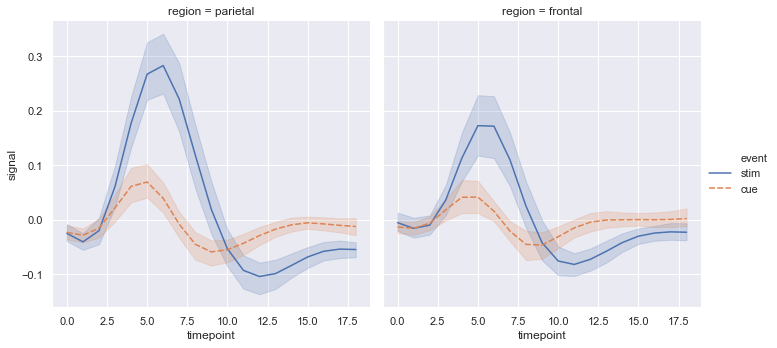 region = parietal
region = frontal
signal
0.3
0.2
0.1
0.0
−0.1
0.0 2.5 5.0 7.5 10.0 12.5 15.0 17.5
timepoint
0.0 2.5 5.0 7.5 10.0 12.5 15.0 17.5
timepoint
event
stim
cue